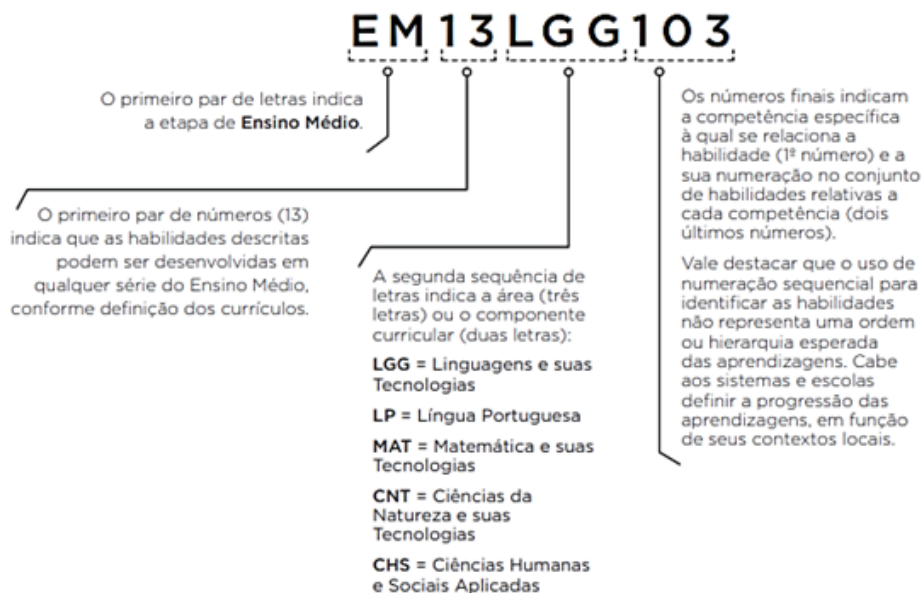 EM13LGG103
O primeiro par de letras indica
a etapa de Ensino Médio.
O primeiro par de números (13)
indica que as habilidades descritas
podem ser desenvolvidas em
qualquer série do Ensino Médio,
conforme definição dos currículos.
A segunda sequência de
letras indica a área (três
letras) ou o componente
curricular (duas letras):
LGG = Linguagens e suas
Tecnologias
LP = Língua Portuguesa
MAT = Matemática e suas
Tecnologias
CNT = Ciências da
Natureza e suas
Tecnologias
CHS = Ciências Humanas
e Sociais Aplicadas
Os números finais indicam
a competência específica
à qual se relaciona a
habilidade (1º número) e a
sua numeração no conjunto
de habilidades relativas a
cada competência (dois
últimos números).
Vale destacar que o uso de
numeração sequencial para
identificar as habilidades
não representa uma ordem
ou hierarquia esperada
das aprendizagens. Cabe
aos sistemas e escolas
definir a progressão das
aprendizagens, em função
de seus contextos locais.